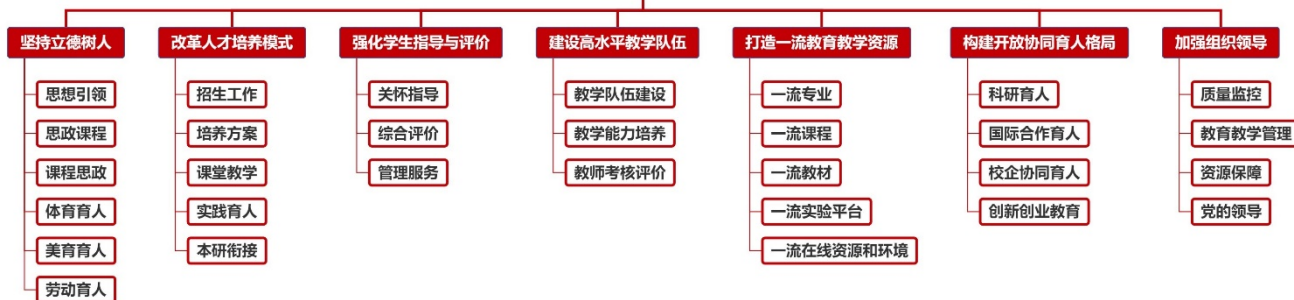 坚持立德树人
思想引领
思政课程
课程思政
体育育人
美育育人
劳动育人
改革人才培养模式
招生工作
培养方案
课堂教学
实践育人
本研衔接
强化学生指导与评价
关怀指导
综合评价
管理服务
建设高水平教学队伍
教学队伍建设
教学能力培养
教师考核评价
打造一流教育教学资源
一流专业
一流课程
一流教材
一流实验平台
一流在线资源和环境
构建开放协同育人格局
科研育人
国际合作育人
校企协同育人
创新创业教育
加强组织领导
质量监控
教育教学管理
资源保障
党的领导